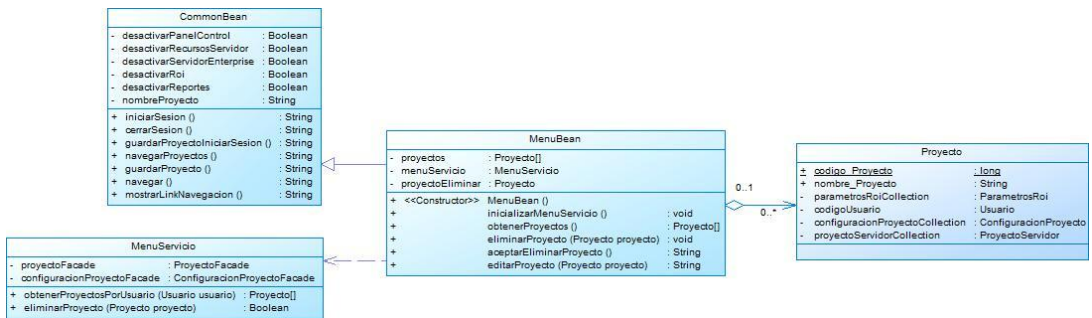 CommonBean
- desactivarPanelControl : Boolean
- desactivarRecursosServidor : Boolean
- desactivarServidorEnterprise : Boolean
- desactivarRoi : Boolean
- desactivarReportes : Boolean
- nombreProyecto : String
+ iniciarSesion () : String
+ cerrarSesion () : String
+ guardarProyectoIniciarSesion () : String
+ navegarProyectos () : String
+ guardarProyecto () : String
+ navegar () : String
+ mostrarLinkNavegacion () : String
MenuBean
- proyectos : Proyecto[]
- menuServicio : MenuServicio
- proyectoEliminar : Proyecto
+ <<Constructor>> MenuBean ()
+ inicializarMenuServicio () : void
+ obtenerProyectos () : Proyecto[]
+ eliminarProyecto (Proyecto proyecto) : void
+ aceptarEliminarProyecto () : String
+ editarProyecto (Proyecto proyecto) : String
0..1
0..*
Proyecto
+ codigo_Proyecto : long
+ nombre_Proyecto : String
- parametrosRoiCollection : ParametrosRoi
- codigoUsuario : Usuario
- configuracionProyectoCollection : ConfiguracionProyecto
- proyectoServidorCollection : ProyectoServidor
MenuServicio
- proyectoFacade : ProyectoFacade
- configuracionProyectoFacade : ConfiguracionProyectoFacade
+ obtenerProyectosPorUsuario (Usuario usuario) : Proyecto[]
+ eliminarProyecto (Proyecto proyecto) : Boolean